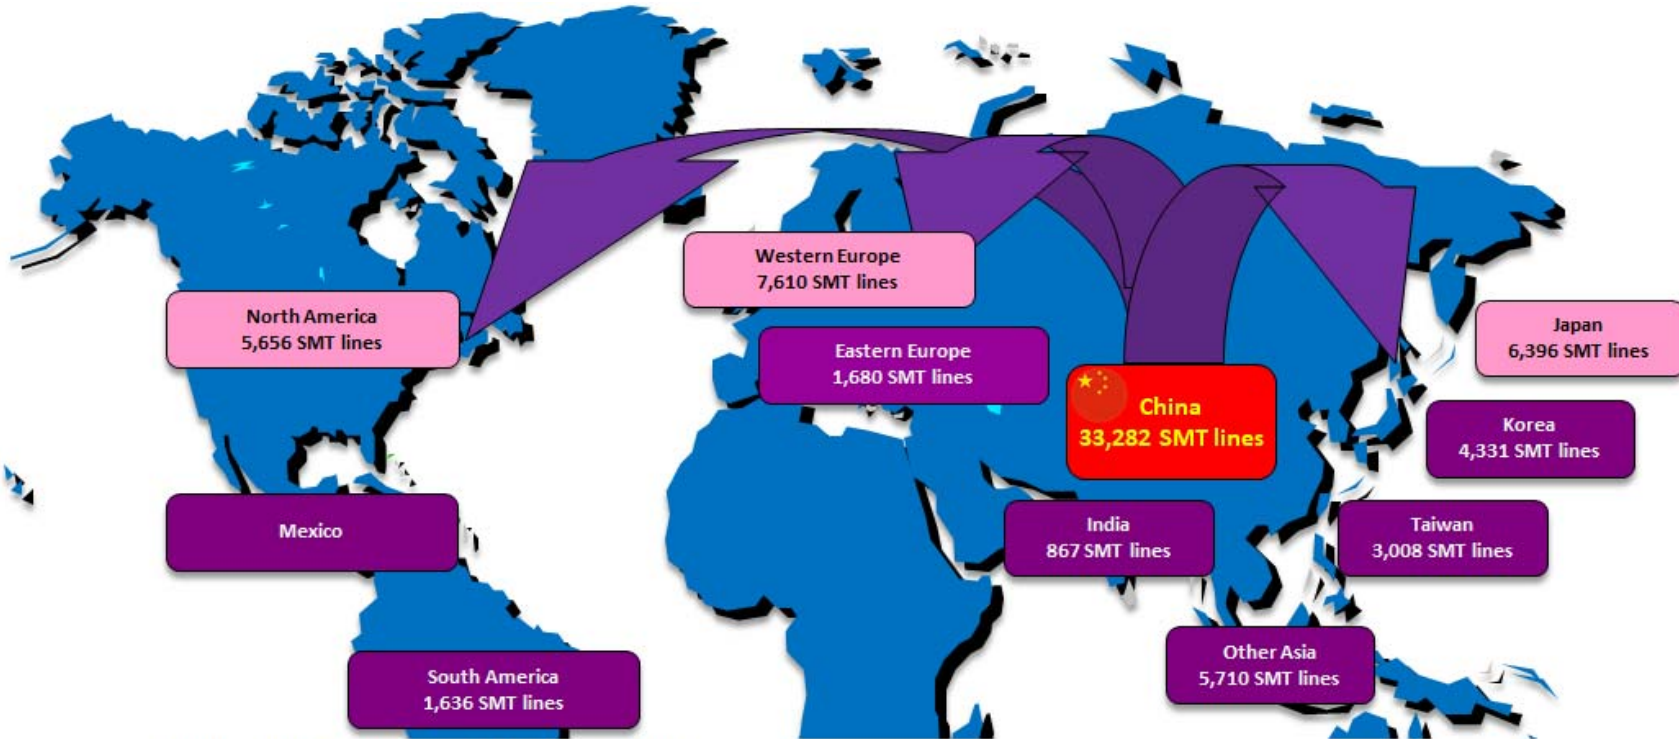 Western Europe
7,610 SMT lines
North America
5,656 SMT lines
Japan
6,396 SMT lines
Eastern Europe
1,680 SMT lines
China
33,282 SMT lines
Korea
4,331 SMT lines
Mexico
India
867 SMT lines
Taiwan
3,008 SMT lines
Other Asia
5,710 SMT lines
South America
1,636 SMT lines